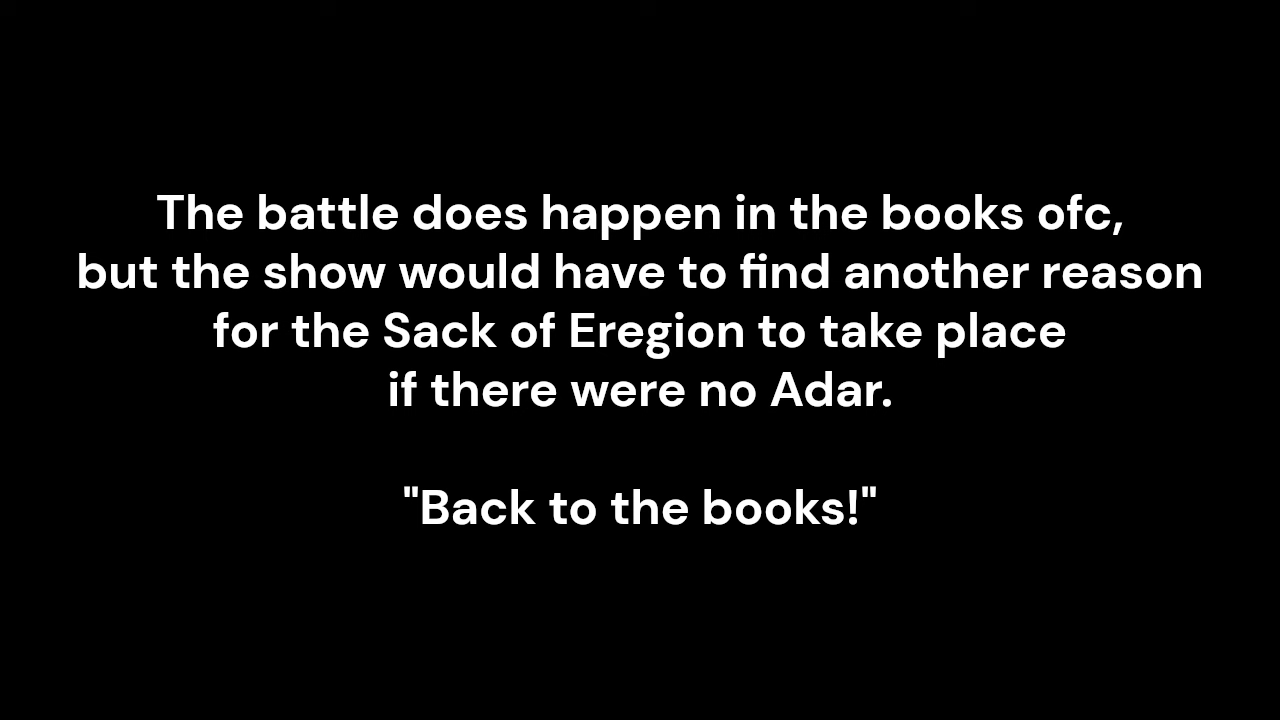 The battle does happen in the books ofc,
but the show would have to find another reason
for the Sack of Eregion to take place
if there were no Adar.
"Back to the books!"